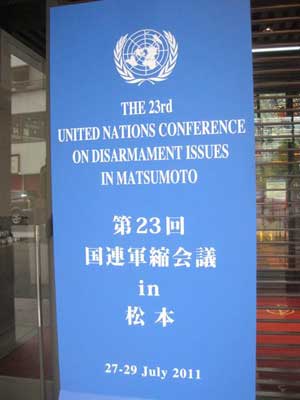 THE 23rd
UNITED NATIONS CONFERENCE
ON DISARMAMENT ISSUES
IN MATSUMOTO
第23回
国連軍縮会議
in
松本
27-29 July 2011